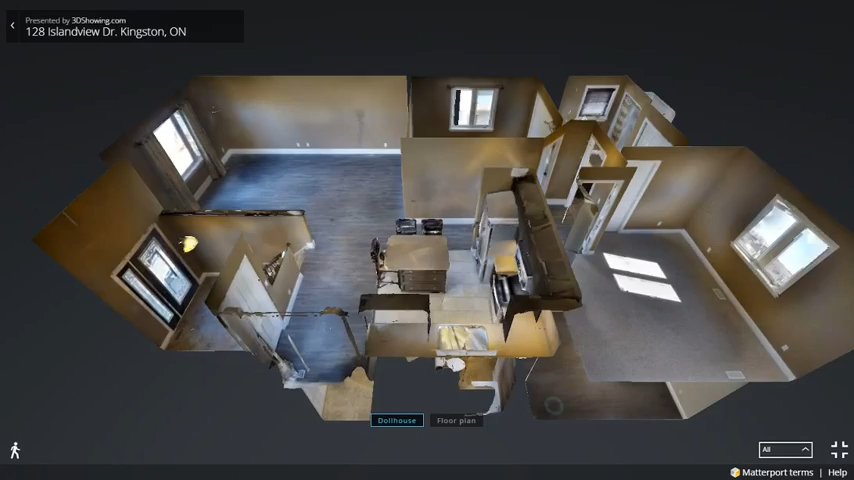 Presented by 3DShowing.com
128 Islandview Dr. Kingston, ON
Dollhouse
Floor plan
All
Matterport terms | Help